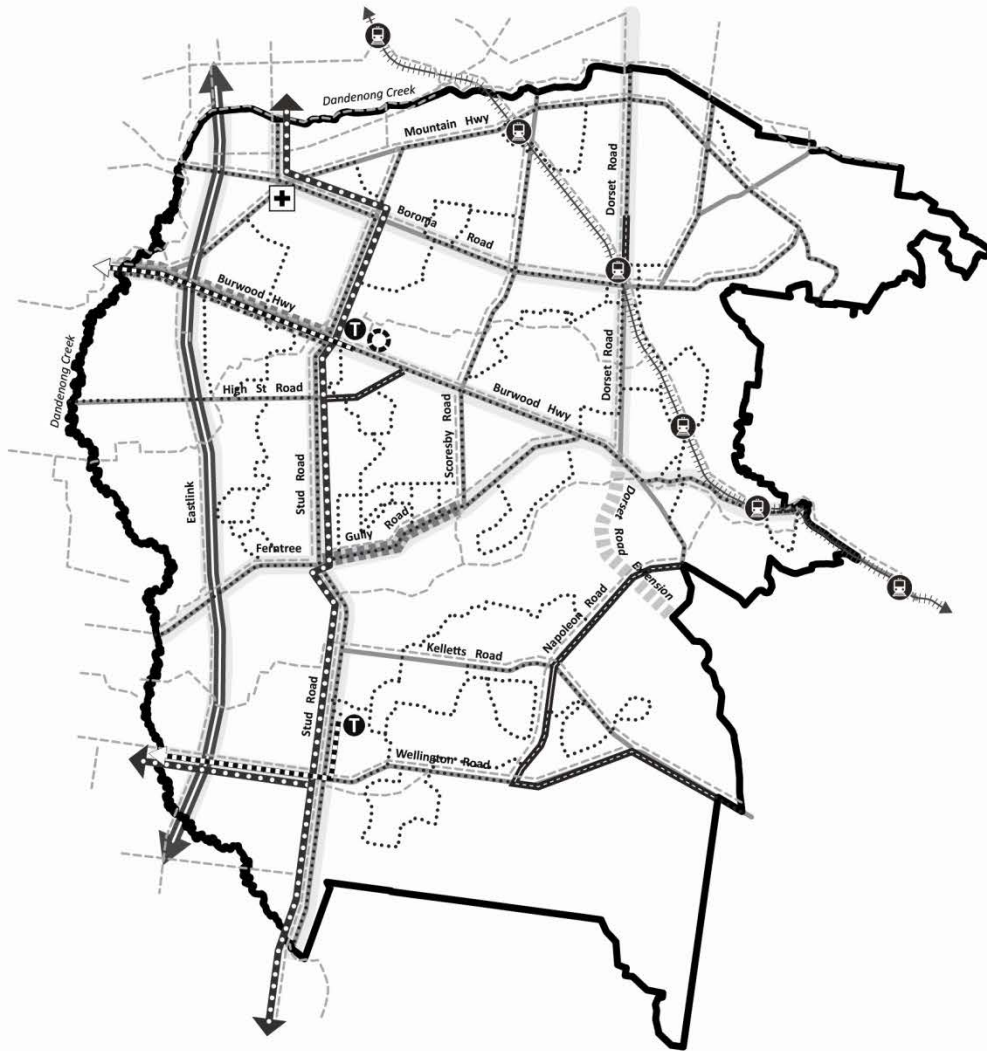 Dandenong Creek
Mountain Hwy
Dorset Road
Boronia
Road
Burwood Hwy
T
Dandenong Creek
Dorset Road
High St Road
Burwood Hwy
Scoresby Road
Stud Road
Eastlink
Gully Road
Ferntree
Dorset Road
Extension
Napoleon Road
Kelletts Road
Stud Road
T
Wellington Road